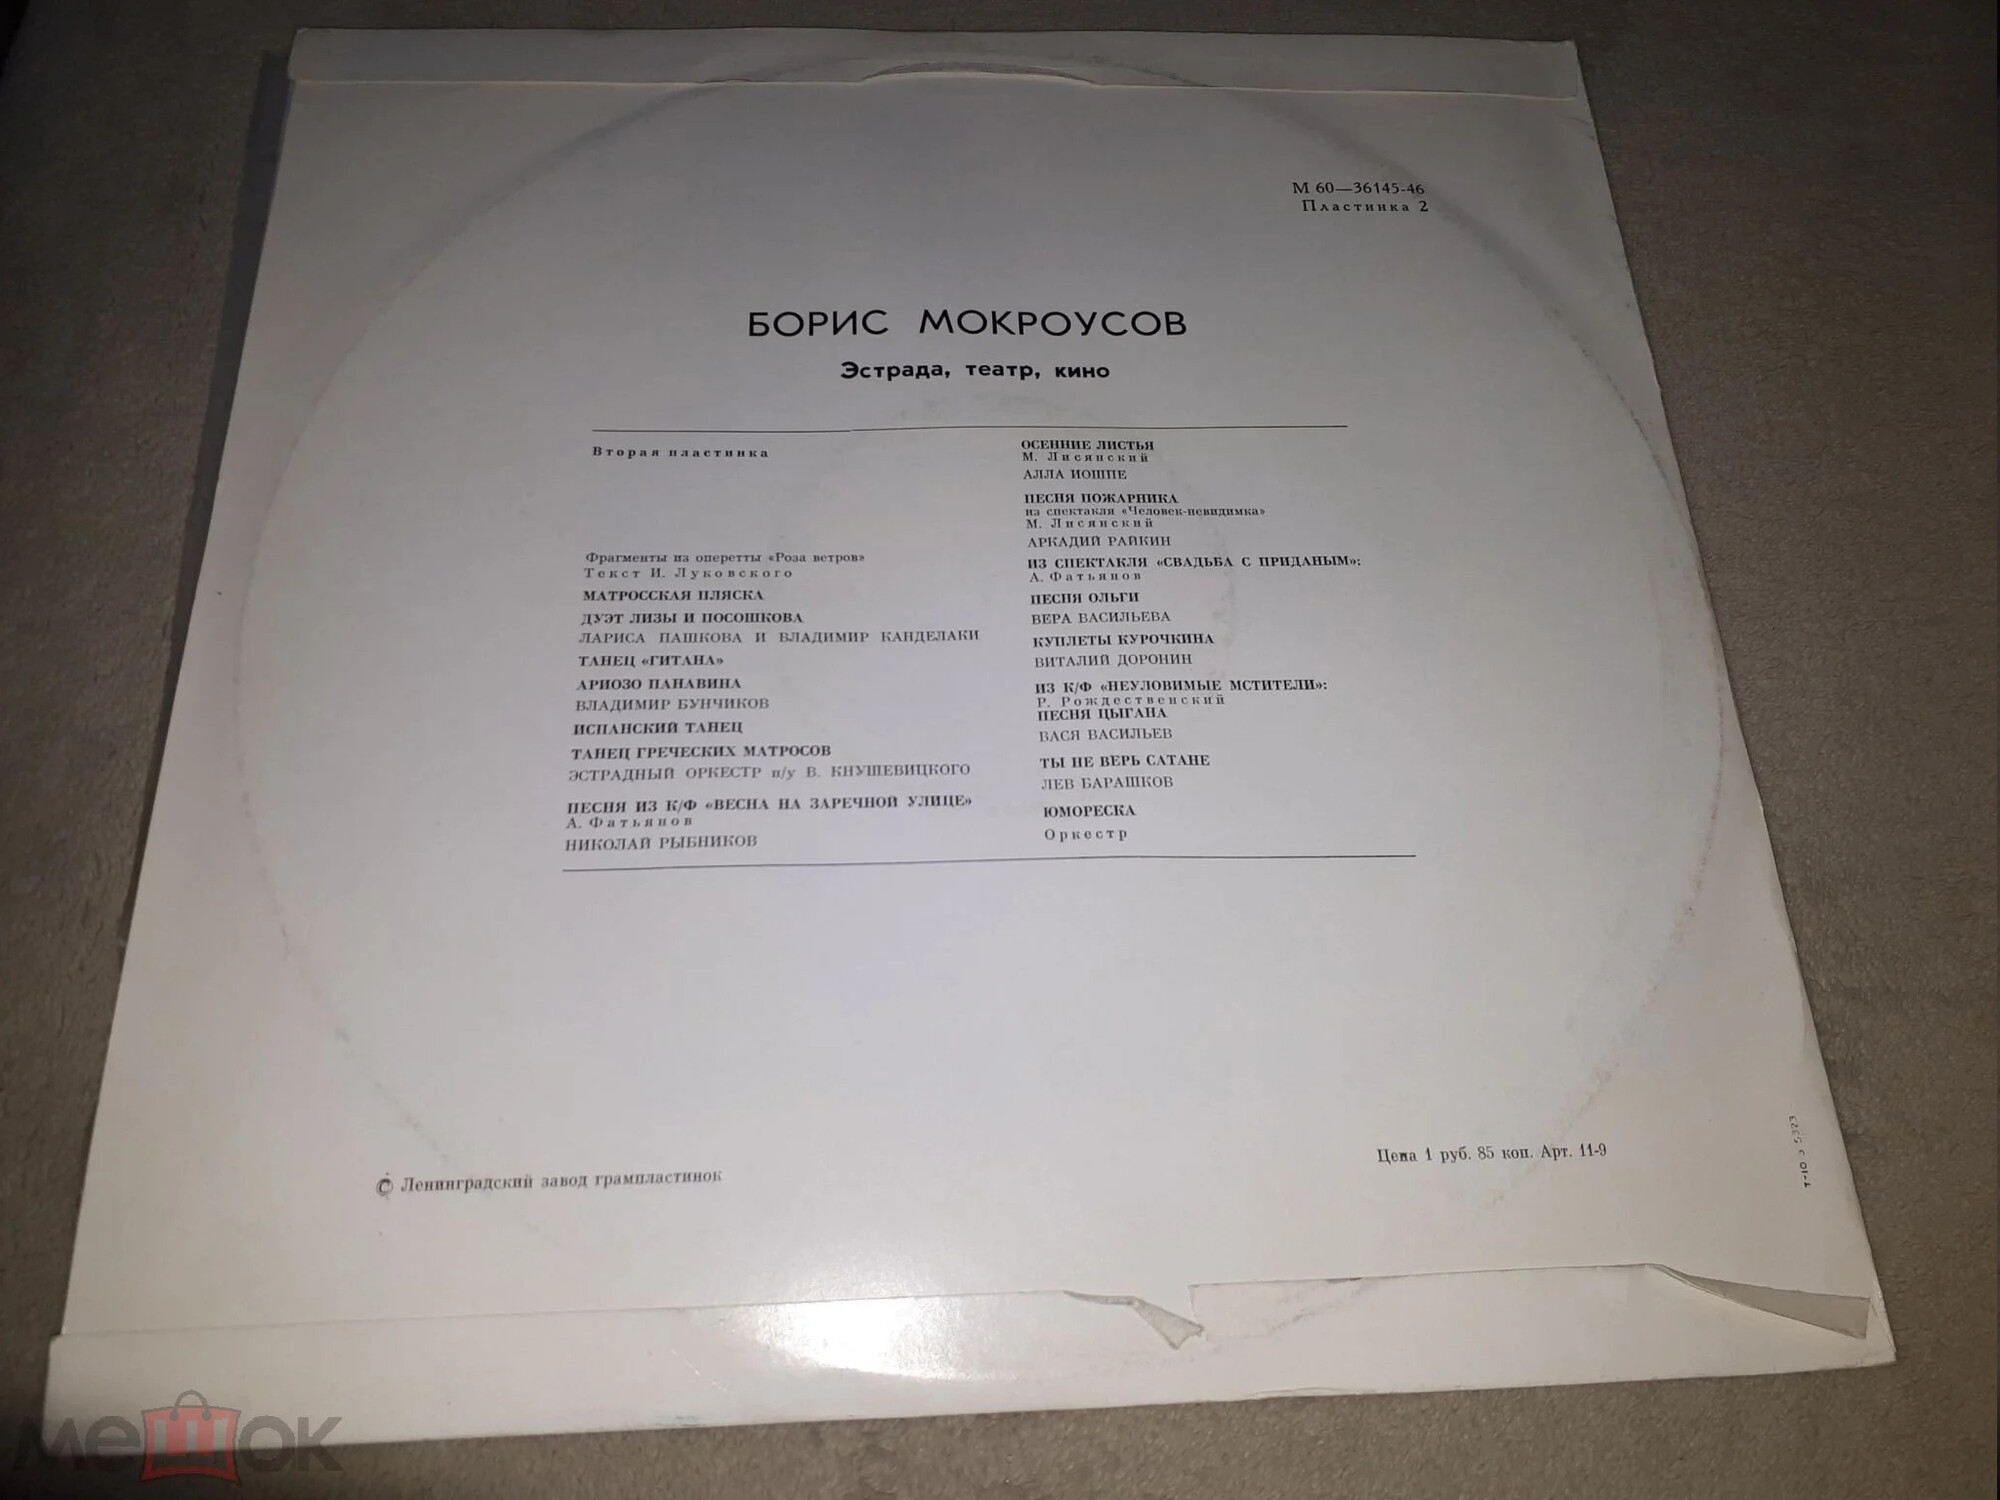 М 60—36145-46
Пластинка 2
БОРИС МОКРОУСОВ
Эстрада, театр, кино
Вторая пластинка
Фрагменты из оперетты «Роза ветров»
Текст И. Луковского
МАТРОССКАЯ ПЛЯСКА
ДУЭТ ЛИЗЫ И ПОСОШКОВА
ЛАРИСА ПАШКОВА И ВЛАДИМИР КАНДЕЛАКИ
ТАНЕЦ «ГИТАНА»
АРИОЗО ПАНАВИНА
ВЛАДИМИР БУНЧИКОВ
ИСПАНСКИЙ ТАНЕЦ
ТАНЕЦ ГРЕЧЕСКИХ МАТРОСОВ
ЭСТРАДНЫЙ ОРКЕСТР п/у В. КНУШЕВИЦКОГО
ПЕСНЯ ИЗ К/Ф «ВЕСНА НА ЗАРЕЧНОЙ УЛИЦЕ»
А. Фатьянов
НИКОЛАЙ РЫБНИКОВ
ОСЕННИЕ ЛИСТЬЯ
М. Лисянский
АЛЛА ИОШПЕ
ПЕСНЯ ПОЖАРНИКА
из спектакля «Человек-невидимка»
М. Лисянский
АРКАДИЙ РАЙКИН
ИЗ СПЕКТАКЛЯ «СВАДЬБА С ПРИДАНЫМ»:
А. Фатьянов
ПЕСНЯ ОЛЬГИ
ВЕРА ВАСИЛЬЕВА
КУПЛЕТЫ КУРОЧКИНА
ВИТАЛИЙ ДОРОНИН
ИЗ К/Ф «НЕУЛОВИМЫЕ МСТИТЕЛИ»:
Р. Рождественский
ПЕСНЯ ЦЫГАНА
ВАСЯ ВАСИЛЬЕВ
ТЫ НЕ ВЕРЬ САТАНЕ
ЛЕВ БАРАШКОВ
ЮМОРЕСКА
Оркестр
Цена 1 руб. 85 коп. Арт. 11-9
© Ленинградский завод грампластинок
мешок